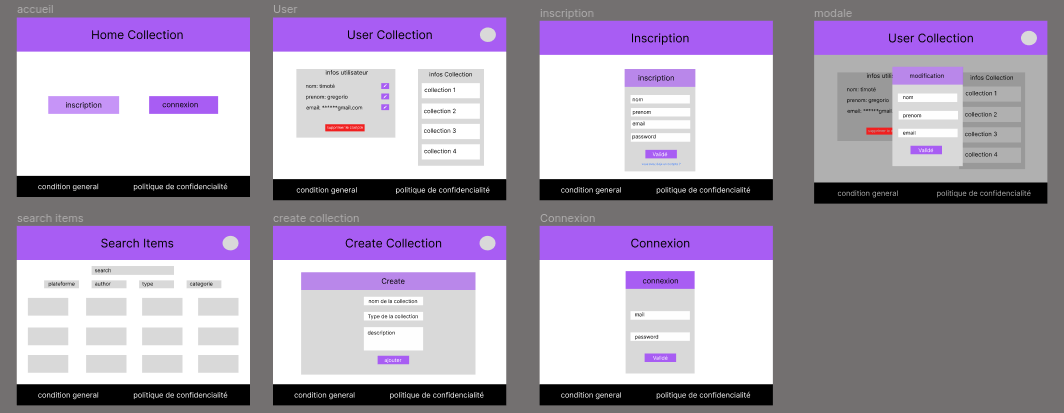 accueil
Home Collection
inscription
connexion
condition general
politique de confidencialité
User
User Collection
infos utilisateur
nom: timoté
prenom: gregorio
email: ******gmail.com
supprimer le compte
infos Collection
collection 1
collection 2
collection 3
collection 4
condition general
politique de confidencialité
inscription
Inscription
inscription
nom
prenom
email
password
Validé
condition general
politique de confidencialité
modale
User Collection
infos utili
nom: timoté
prenom: gregorio
email: ******gmail
modification
nom
prenom
email
Validé
infos Collection
collection 1
collection 2
collection 3
collection 4
condition general
politique de confidencialité
search items
Search Items
search
plateforme
author
type
categorie
condition general
politique de confidencialité
create collection
Create Collection
Create
nom de la collection
Type de la collection
description
ajouter
condition general
politique de confidencialité
Connexion
Connexion
connexion
mail
password
Validé
condition general
politique de confidencialité